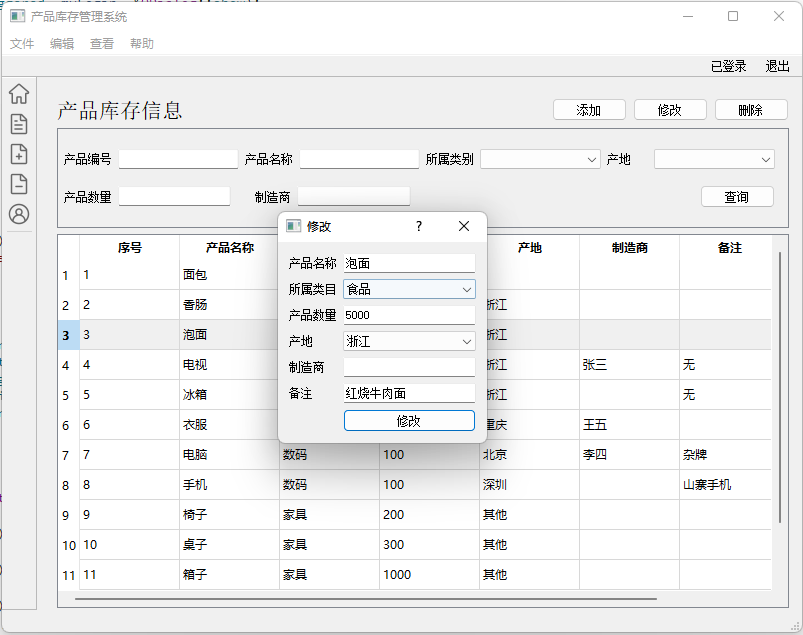 产品库存管理系统
文件 编辑 查看 帮助
已登录 退出
产品库存信息 添加 修改 删除
产品编号 产品名称 所属类别 产地
产品数量 制造商 查询
修改 ?
产品名称 泡面
所属类目 食品
产品数量 5000
产地 浙江
制造商
备注 红烧牛肉面
修改
序号 产品名称 产地 制造商 备注
1 1 面包
2 2 香肠 浙江
3 3 泡面 浙江
4 4 电视 浙江 张三 无
5 5 冰箱 浙江 无
6 6 衣服 重庆 王五
7 7 电脑 数码 100 北京 李四 杂牌
8 8 手机 数码 100 深圳 山寨手机
9 9 椅子 家具 200 其他
10 10 桌子 家具 300 其他
11 11 箱子 家具 1000 其他